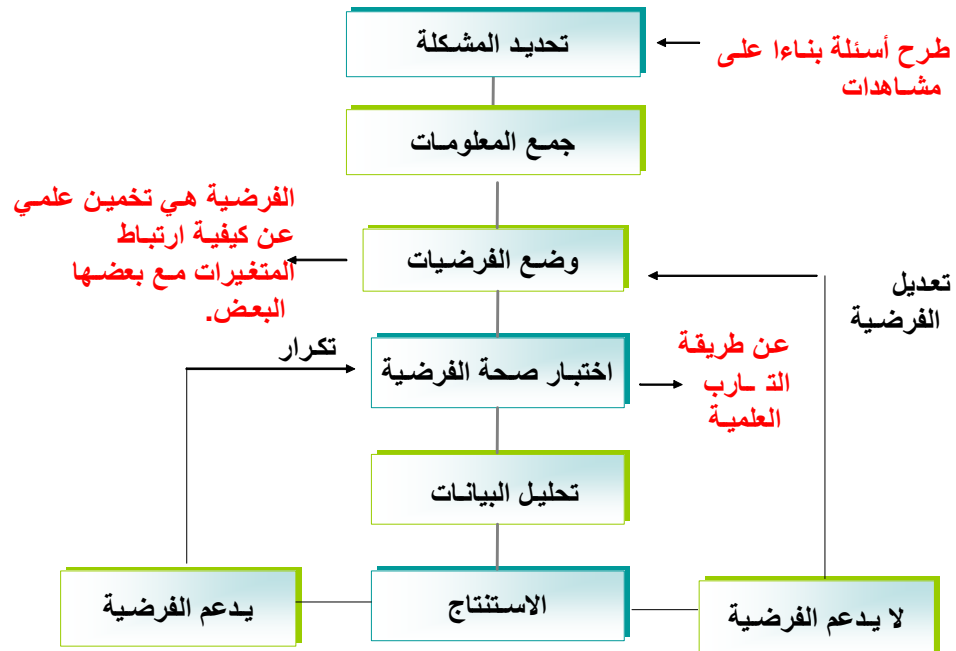 تحديد المشكلة
طرح أسئلة بناءا على
مشاهدات
جمع المعلومات
الفرضية هي تخمين علمي
عن كيفية ارتباط
المتغيرات مع بعضها
البعض.
وضع الفرضيات
تعديل
الفرضية
تكرار
اختبار صحة الفرضية
عن طريقة
الت ارب
العلمية
تحليل البيانات
يدعم الفرضية
الاستنتاج
لا يدعم الفرضية